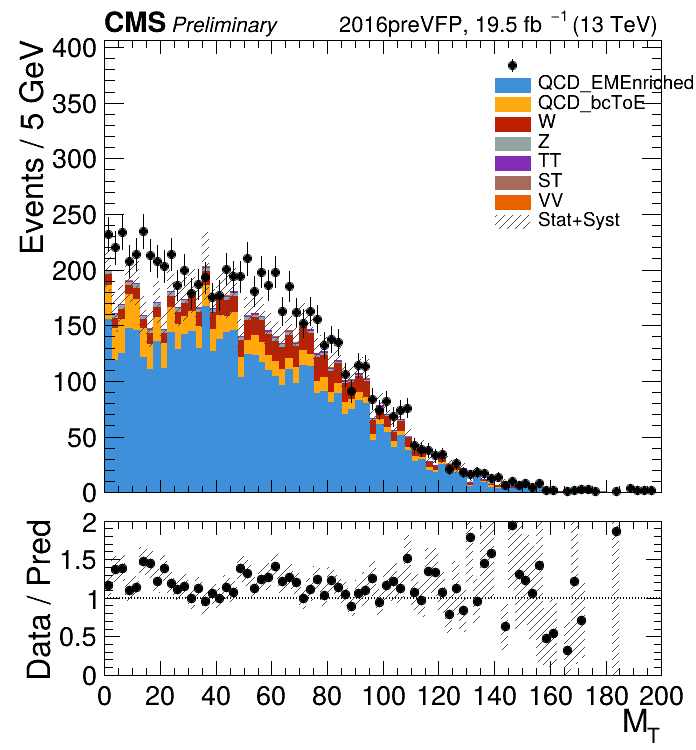 CMS Preliminary 2016preVFP, 19.5 fb ⁻¹ (13 TeV)
Events / 5 GeV
400
350
300
250
200
150
100
50
0
QCD_EMEnriched
QCD_bcToE
W
Z
TT
ST
VV
Stat+Syst
Data / Pred
2
1.5
1
0.5
0
0 20 40 60 80 100 120 140 160 180 200
M_T